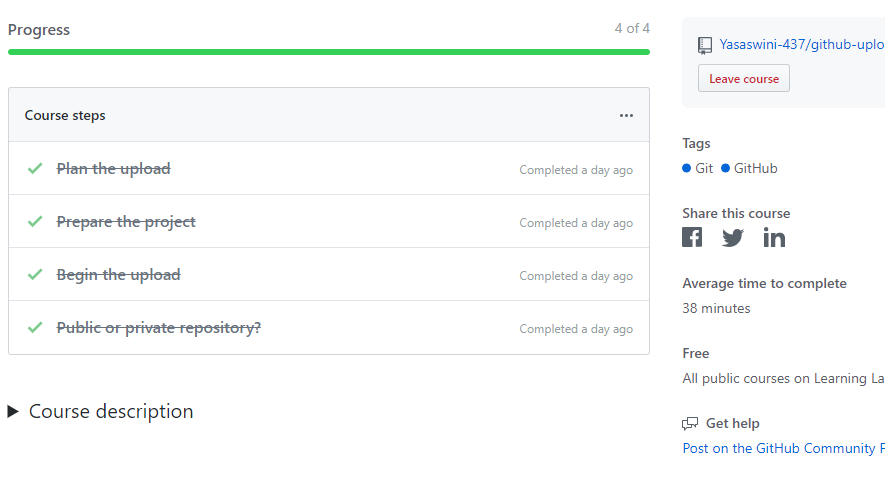 Progress
4 of 4
Course steps
Plan the upload
Completed a day ago
Prepare the project
Completed a day ago
Begin the upload
Completed a day ago
Public or private repository?
Completed a day ago
Course description
Yasaswini-437/github-uplo
Leave course
Tags
Git GitHub
Share this course
Average time to complete
38 minutes
Free
All public courses on Learning La
Get help
Post on the GitHub Community